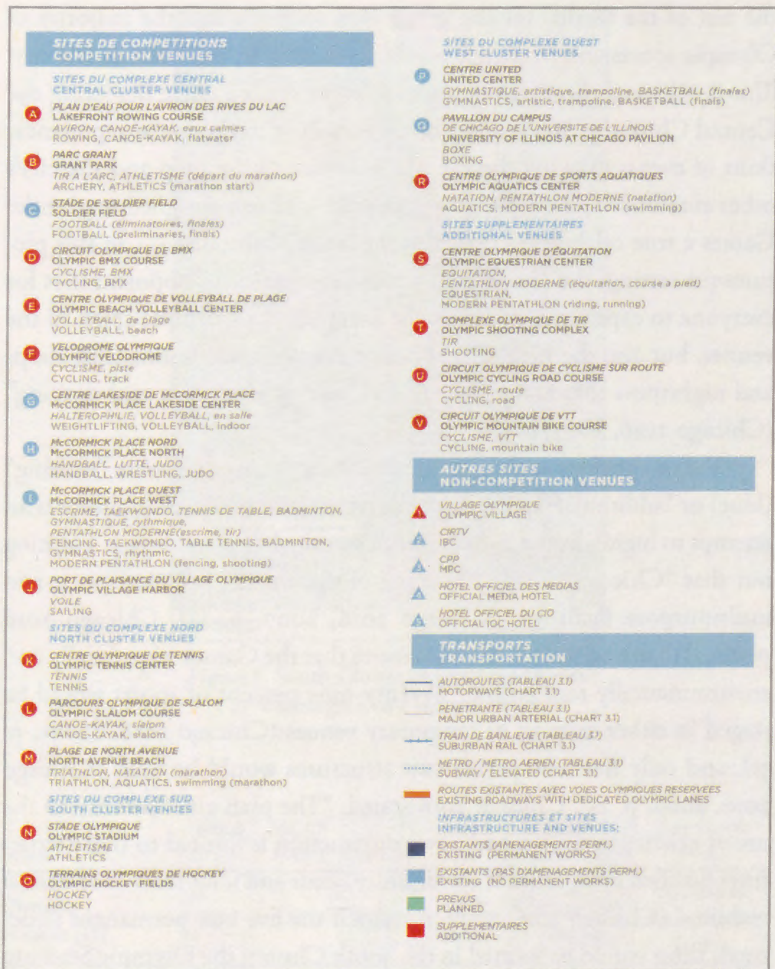 SITES DE COMPETITIONS
COMPETITION VENUES
SITES DU COMPLEXE CENTRAL
CENTRAL CLUSTER VENUES
A PLAN D'EAU POUR L'AVIRON DES RIVES DU LAC
LAKEFRONT ROWING COURSE
AVIRON, CANOE-KAYAK, eaux calmes
ROWING, CANOE-KAYAK, flatwater
B PARC GRANT
GRANT PARK
TIR A L'ARC, ATHLETISME (départ du marathon)
ARCHERY, ATHLETICS (marathon start)
C STADE DE SOLDIER FIELD
SOLDIER FIELD
FOOTBALL (éliminatoires, finales)
FOOTBALL (preliminaries, finals)
D CIRCUIT OLYMPIQUE DE BMX
OLYMPIC BMX COURSE
CYCLISME, BMX
CYCLING, BMX
E CENTRE OLYMPIQUE DE VOLLEYBALL DE PLAGE
OLYMPIC BEACH VOLLEYBALL CENTER
VOLLEYBALL, de plage
VOLLEYBALL, beach
F VELODROME OLYMPIQUE
OLYMPIC VELODROME
CYCLISME, piste
CYCLING, track
G CENTRE LAKESIDE DE McCORMICK PLACE
McCORMICK PLACE LAKESIDE CENTER
HALTEROPHILIE, VOLLEYBALL, en salle
WEIGHTLIFTING, VOLLEYBALL, indoor
H McCORMICK PLACE NORD
McCORMICK PLACE NORTH
HANDBALL, LUTTE, JUDO
HANDBALL, WRESTLING, JUDO
I McCORMICK PLACE OUEST
McCORMICK PLACE WEST
ESCRIME, TAEKWONDO, TENNIS DE TABLE, BADMINTON,
GYMNASTIQUE, rythmique,
PENTATHLON MODERNE(escrime, tir)
FENCING, TAEKWONDO, TABLE TENNIS, BADMINTON,
GYMNASTICS, rhythmic,
MODERN PENTATHLON (fencing, shooting)
J PORT DE PLAISANCE DU VILLAGE OLYMPIQUE
OLYMPIC VILLAGE HARBOR
VOILE
SAILING
SITES DU COMPLEXE NORD
NORTH CLUSTER VENUES
K CENTRE OLYMPIQUE DE TENNIS
OLYMPIC TENNIS CENTER
TENNIS
TENNIS
L PARCOURS OLYMPIQUE DE SLALOM
OLYMPIC SLALOM COURSE
CANOE-KAYAK, slalom
CANOE-KAYAK, slalom
M PLAGE DE NORTH AVENUE
NORTH AVENUE BEACH
TRIATHLON, NATATION (marathon)
TRIATHLON, AQUATICS, swimming (marathon)
SITES DU COMPLEXE SUD
SOUTH CLUSTER VENUES
N STADE OLYMPIQUE
OLYMPIC STADIUM
ATHLETISME
ATHLETICS
O TERRAINS OLYMPIQUES DE HOCKEY
OLYMPIC HOCKEY FIELDS
HOCKEY
HOCKEY
SITES DU COMPLEXE OUEST
WEST CLUSTER VENUES
P CENTRE UNITED
UNITED CENTER
GYMNASTIQUE, artistique, trampoline, BASKETBALL (finales)
GYMNASTICS, artistic, trampoline, BASKETBALL (finals)
Q PAVILLON DU CAMPUS
DE CHICAGO DE L'UNIVERSITE DE L'ILLINOIS
UNIVERSITY OF ILLINOIS AT CHICAGO PAVILION
BOXE
BOXING
R CENTRE OLYMPIQUE DE SPORTS AQUATIQUES
OLYMPIC AQUATICS CENTER
NATATION, PENTATHLON MODERNE (natation)
AQUATICS, MODERN PENTATHLON (swimming)
SITES SUPPLEMENTAIRES
ADDITIONAL VENUES
S CENTRE OLYMPIQUE D'ÉQUITATION
OLYMPIC EQUESTRIAN CENTER
EQUITATION,
PENTATHLON MODERNE (équitation, course à pied)
EQUESTRIAN,
MODERN PENTATHLON (riding, running)
T COMPLEXE OLYMPIQUE DE TIR
OLYMPIC SHOOTING COMPLEX
TIR
SHOOTING
U CIRCUIT OLYMPIQUE DE CYCLISME SUR ROUTE
OLYMPIC CYCLING ROAD COURSE
CYCLISME, route
CYCLING, road
V CIRCUIT OLYMPIQUE DE VTT
OLYMPIC MOUNTAIN BIKE COURSE
CYCLISME, VTT
CYCLING, mountain bike
AUTRES SITES
NON-COMPETITION VENUES
1 VILLAGE OLYMPIQUE
OLYMPIC VILLAGE
2 CIRTV
IBC
3 CPP
MPC
4 HOTEL OFFICIEL DES MEDIAS
OFFICIAL MEDIA HOTEL
5 HOTEL OFFICIEL DU CIO
OFFICIAL IOC HOTEL
TRANSPORTS
TRANSPORTATION
AUTOROUTES (TABLEAU 3.1)
MOTORWAYS (CHART 3.1)
PENETRANTE (TABLEAU 3.1)
MAJOR URBAN ARTERIAL (CHART 3.1)
TRAIN DE BANLIEUE (TABLEAU 3.1)
SUBURBAN RAIL (CHART 3.1)
METRO / METRO AERIEN (TABLEAU 3.1)
SUBWAY / ELEVATED (CHART 3.1)
ROUTES EXISTANTES AVEC VOIES OLYMPIQUES RESERVEES
EXISTING ROADWAYS WITH DEDICATED OLYMPIC LANES
INFRASTRUCTURES ET SITES
INFRASTRUCTURE AND VENUES:
EXISTANTS (AMENAGEMENTS PERM.)
EXISTING (PERMANENT WORKS)
EXISTANTS (PAS D'AMENAGEMENTS PERM.)
EXISTING (NO PERMANENT WORKS)
PREVUS
PLANNED
SUPPLEMENTAIRES
ADDITIONAL